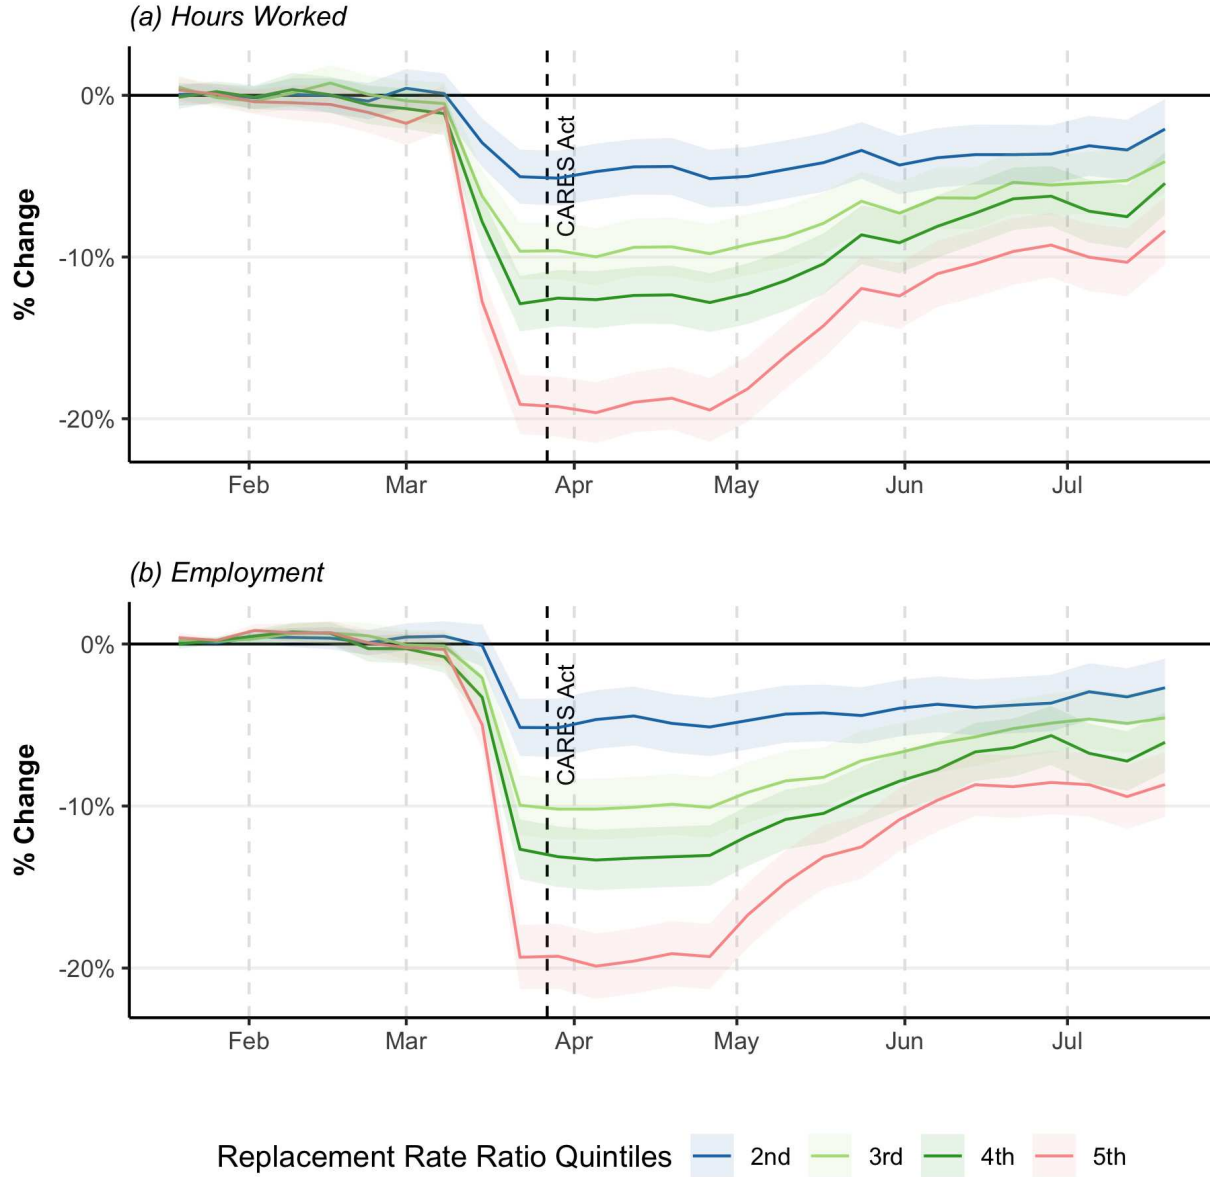 (a) Hours Worked
% Change
0%
-10%
-20%
CARES Act
Feb Mar Apr May Jun Jul
(b) Employment
% Change
0%
-10%
-20%
CARES Act
Feb Mar Apr May Jun Jul
Replacement Rate Ratio Quintiles 2nd 3rd 4th 5th